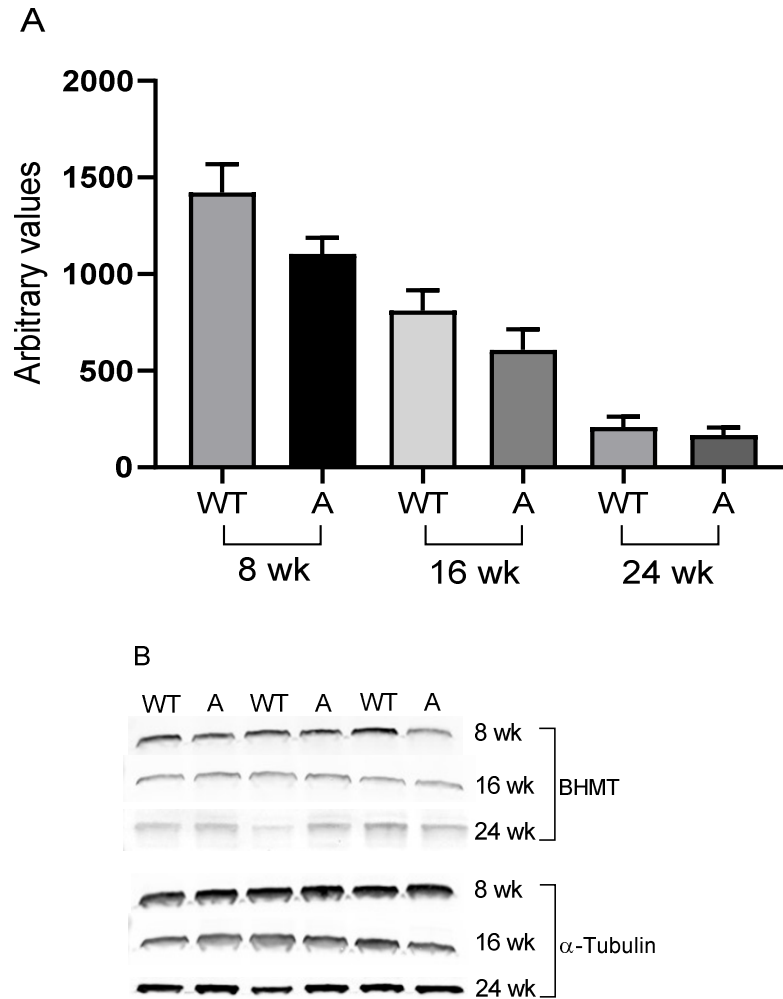 A
Arbitrary values
2000
1500
1000
500
0
WT A WT A WT A
8 wk 16 wk 24 wk
B
WT A WT A WT A
8 wk
16 wk
24 wk
BHMT
8 wk
16 wk
24 wk
α-Tubulin